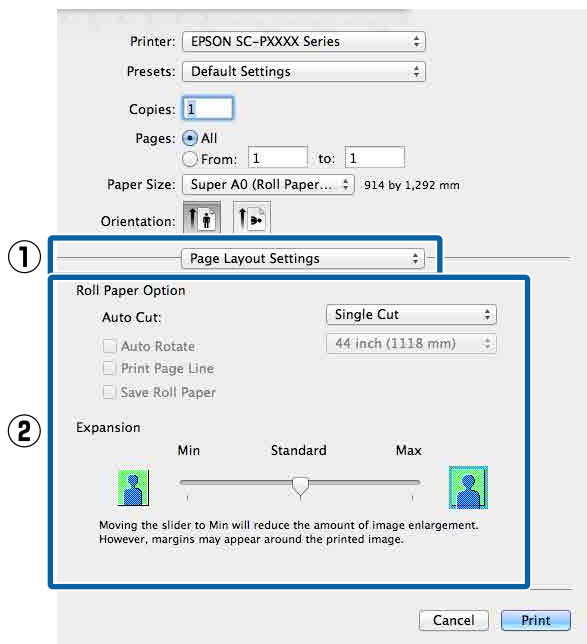 Printer: EPSON SC-PXXXX Series
Presets: Default Settings
Copies: 1
Pages: All
From: 1 to: 1
Paper Size: Super A0 (Roll Paper... 914 by 1,292 mm
Orientation:
① Page Layout Settings
Roll Paper Option
Auto Cut: Single Cut
Auto Rotate 44 inch (1118 mm)
Print Page Line
Save Roll Paper
② Expansion
Min Standard Max
Moving the slider to Min will reduce the amount of image enlargement.
However, margins may appear around the printed image.
Cancel Print